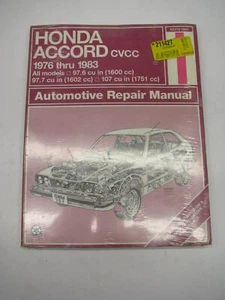 HONDA
ACCORD CVCC
1976 thru 1983
All models □ 97.6 cu in (1600 cc)
97.7 cu in (1602 cc) □ 107 cu in (1751 cc)
Automotive Repair Manual